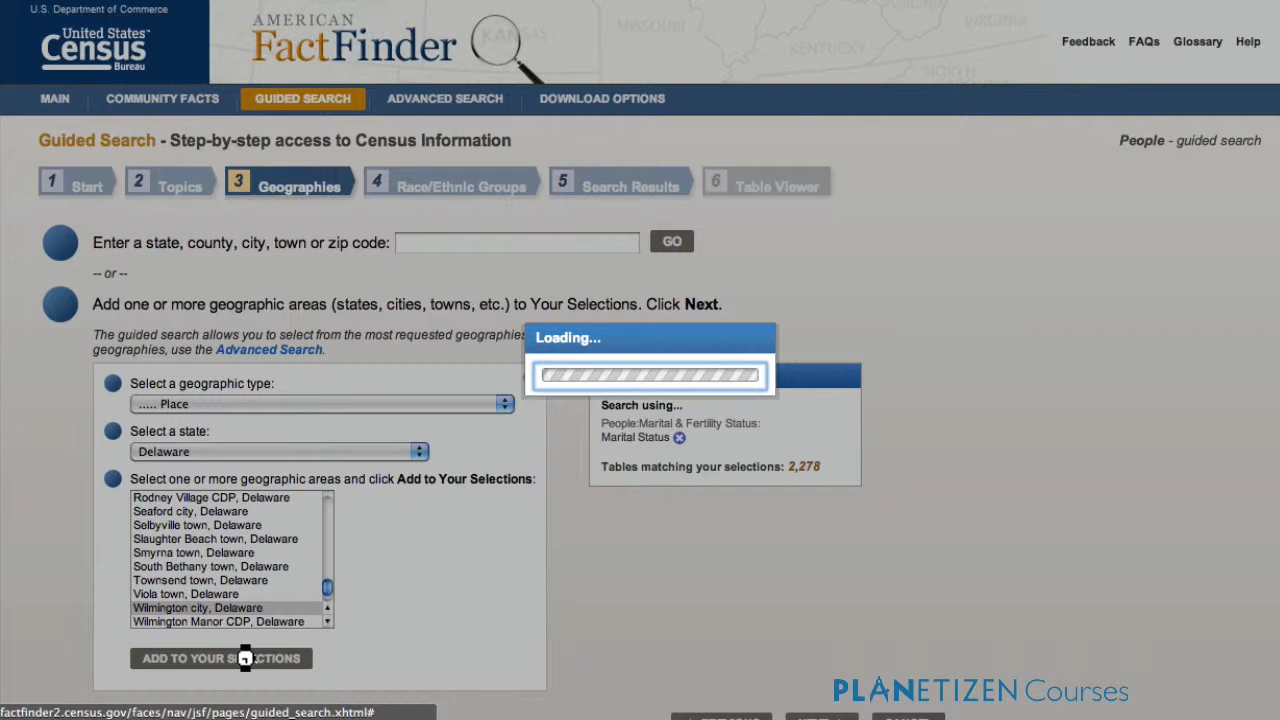 U.S. Department of Commerce
United States™
Census
Bureau
AMERICAN
FactFinder
KANSAS
MISSOURI
KENTUCKY
VIRGINIA
VIRGINIA
NORTH
Feedback FAQs Glossary Help
MAIN COMMUNITY FACTS GUIDED SEARCH ADVANCED SEARCH DOWNLOAD OPTIONS
Guided Search - Step-by-step access to Census Information
People - guided search
1 Start 2 Topics 3 Geographies 4 Race/Ethnic Groups 5 Search Results 6 Table Viewer
Enter a state, county, city, town or zip code: GO
-- or --
Add one or more geographic areas (states, cities, towns, etc.) to Your Selections. Click Next.
The guided search allows you to select from the most requested geographies
geographies, use the Advanced Search.
Loading...
Select a geographic type:
..... Place
Select a state:
Delaware
Select one or more geographic areas and click Add to Your Selections:
Rodney Village CDP, Delaware
Seaford city, Delaware
Selbyville town, Delaware
Slaughter Beach town, Delaware
Smyrna town, Delaware
South Bethany town, Delaware
Townsend town, Delaware
Viola town, Delaware
Wilmington city, Delaware
Wilmington Manor CDP, Delaware
ADD TO YOUR SELECTIONS
Search using...
People:Marital & Fertility Status:
Marital Status
Tables matching your selections: 2,278
PLANETIZEN Courses
factfinder2.census.gov/faces/nav/jsf/pages/guided_search.xhtml#